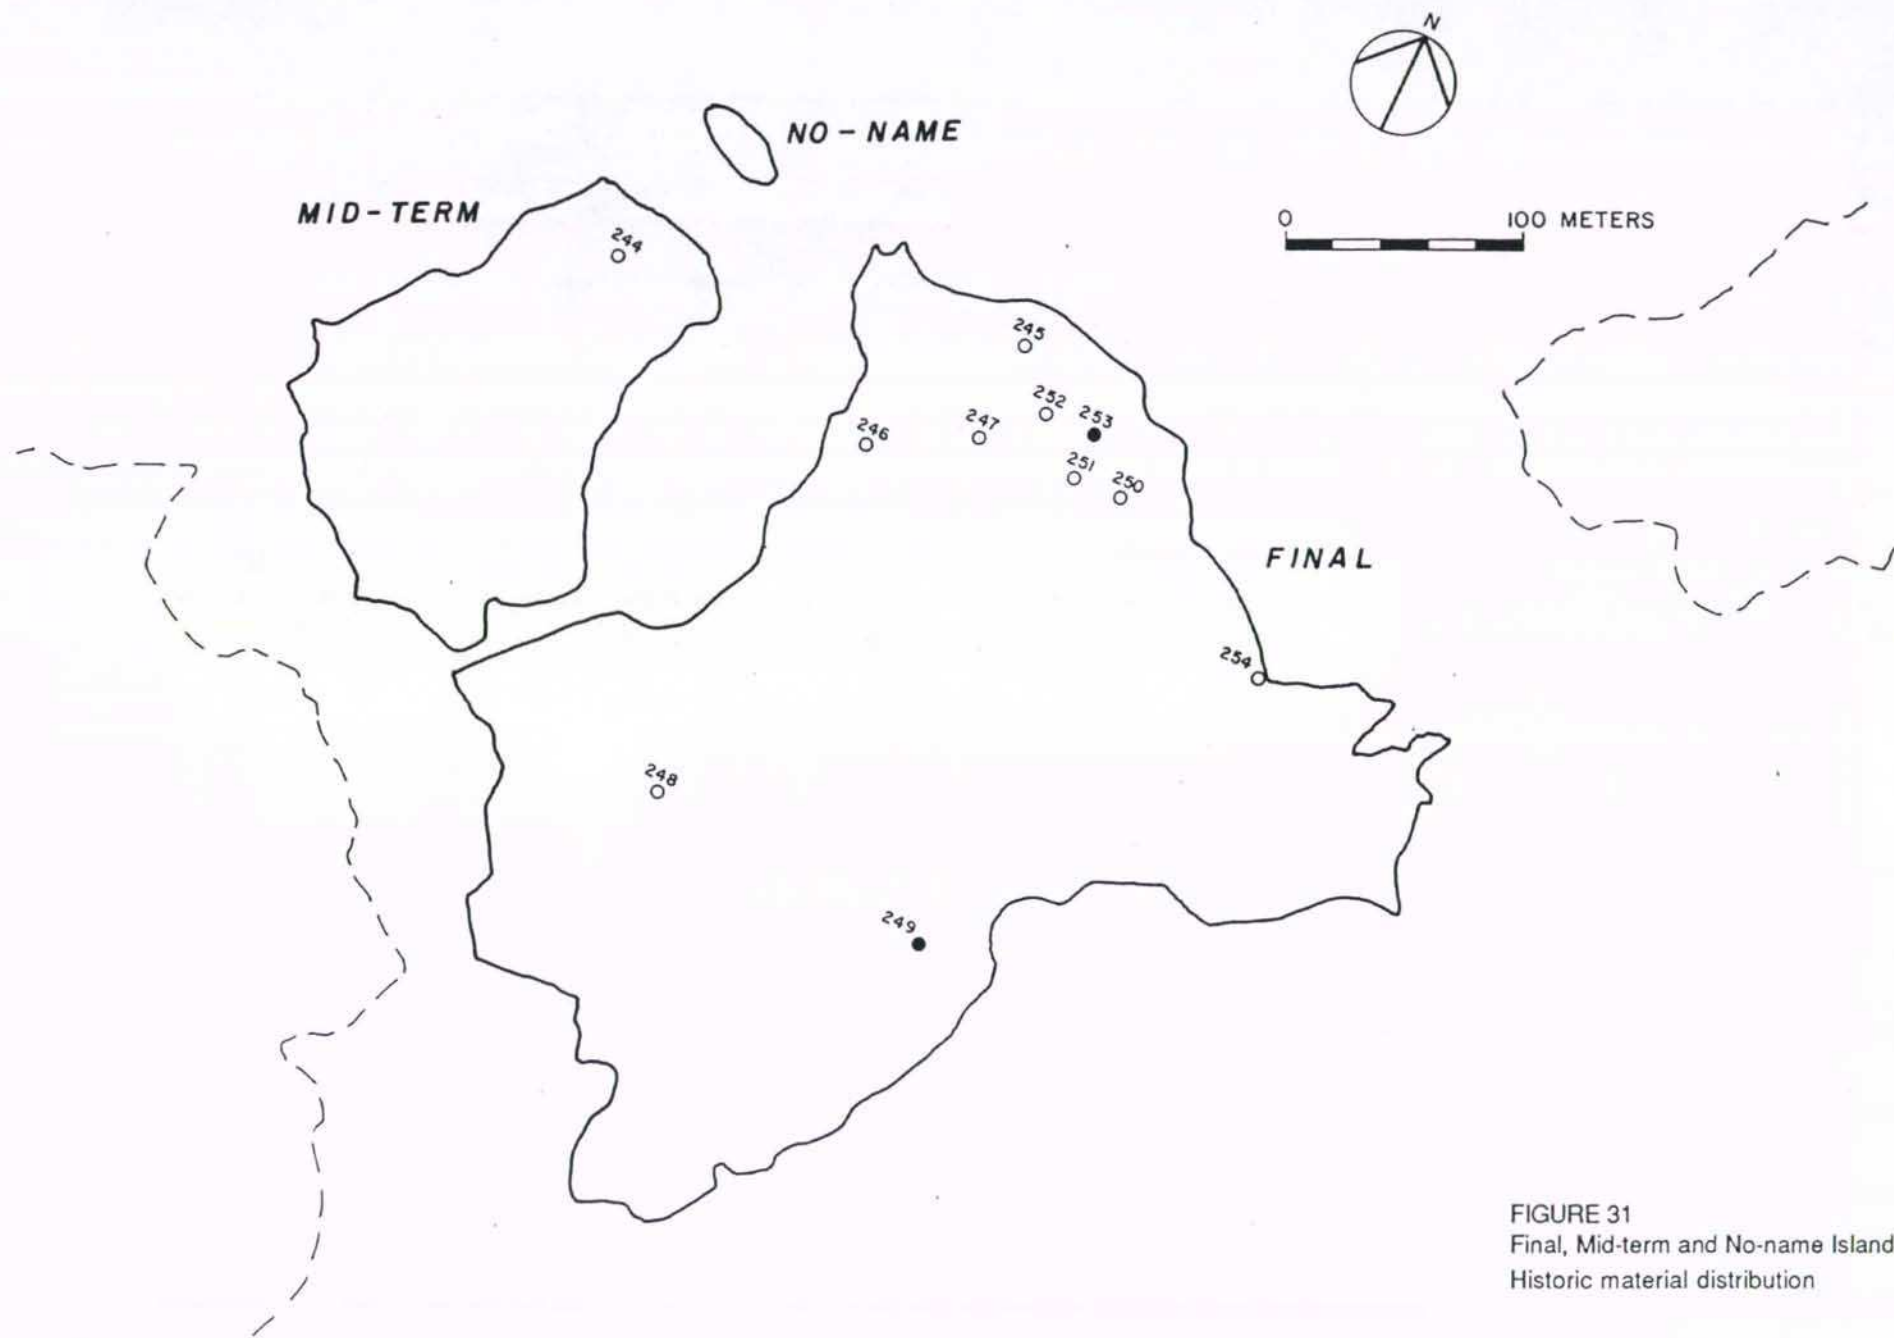 N
NO-NAME
MID-TERM
0 100 METERS
244
245
252 253
246 247
251 250
FINAL
254
248
249
FIGURE 31
Final, Mid-term and No-name Island
Historic material distribution